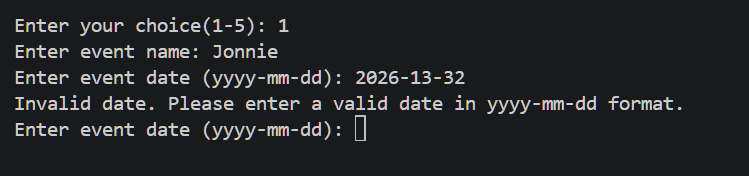 Enter your choice(1-5): 1
Enter event name: Jonnie
Enter event date (yyyy-mm-dd): 2026-13-32
Invalid date. Please enter a valid date in yyyy-mm-dd format.
Enter event date (yyyy-mm-dd):